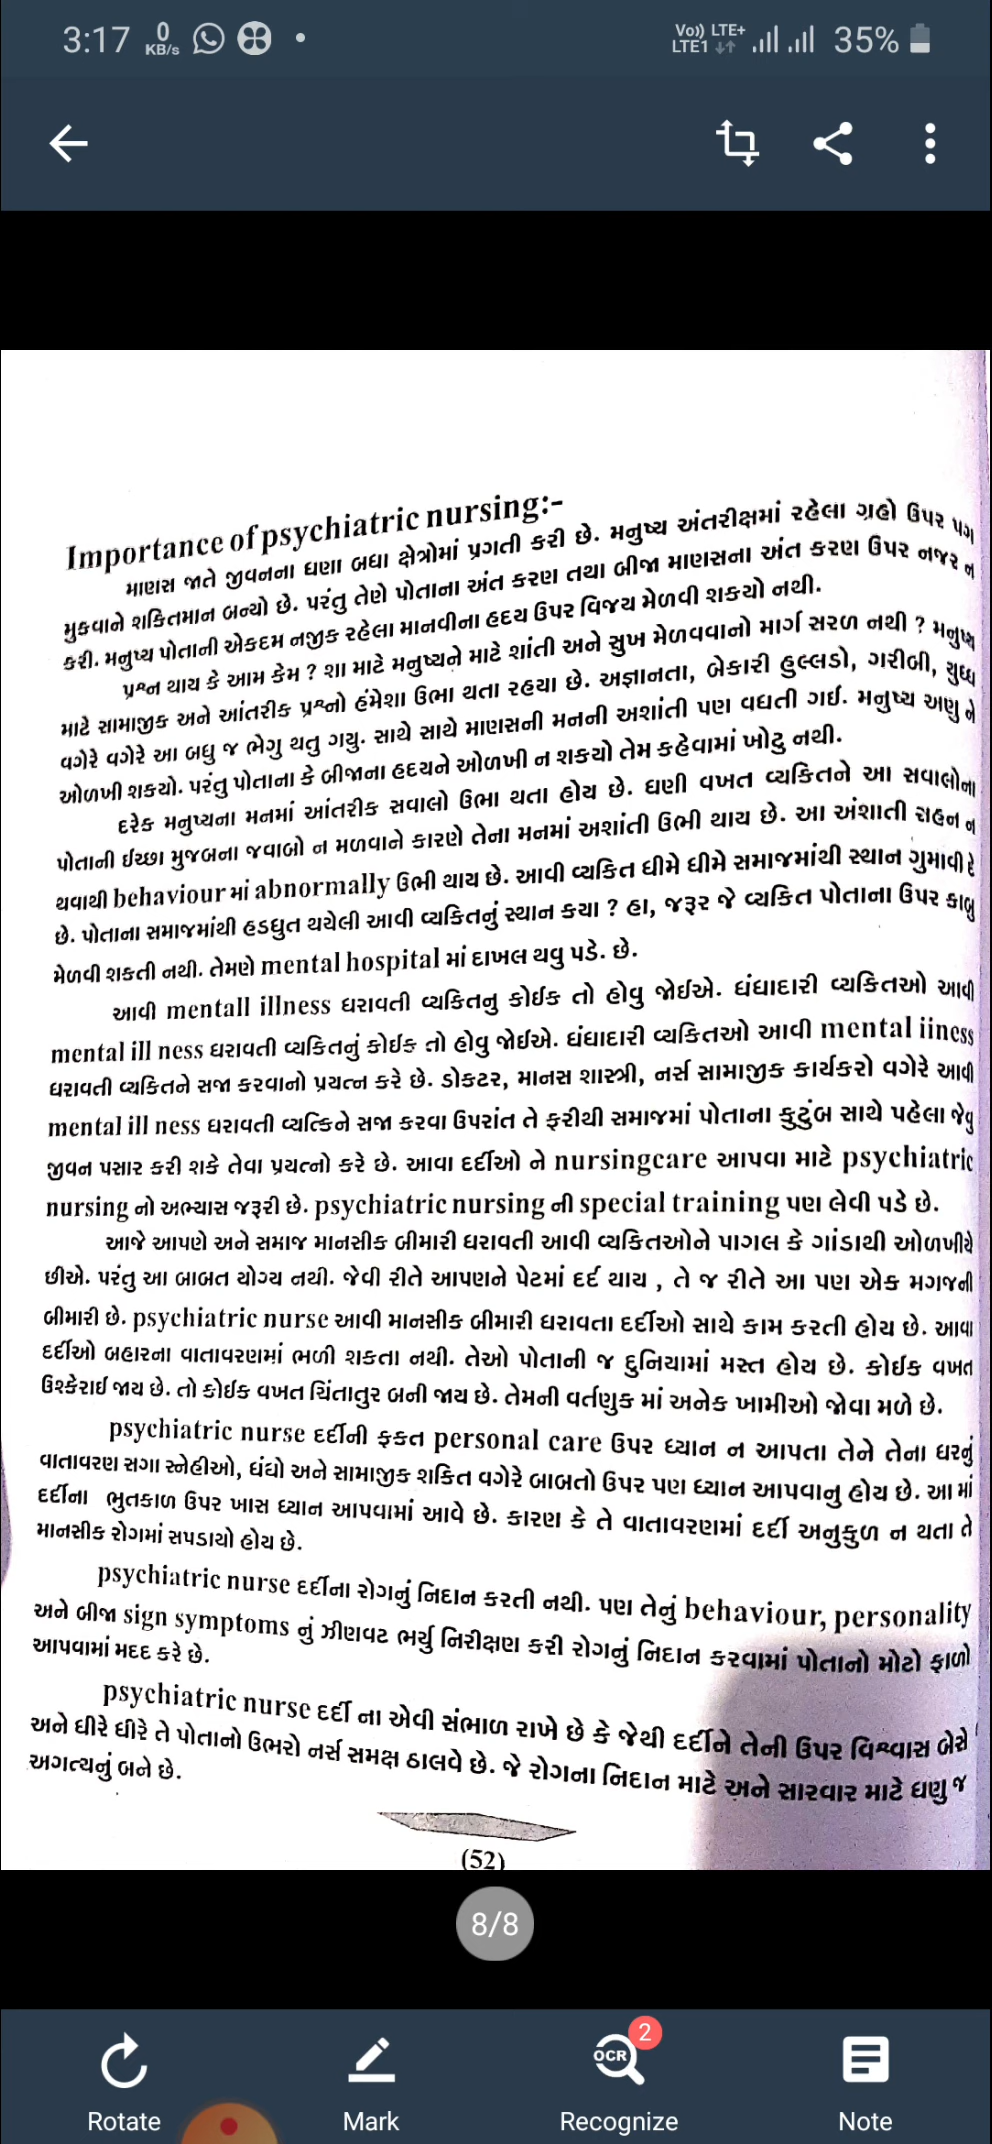 3:17 0 KB/s Vo)) LTE+ LTE1 35%
Importance of psychiatric nursing:-
માણસ જાતે જીવનના ઘણા બધા ક્ષેત્રોમાં પ્રગતી કરી છે. મનુષ્ય અંતરીક્ષમાં રહેલા ગ્રહો ઉપર પગ
મુકવાને શકિતમાન બન્યો છે. પરંતુ તેણે પોતાના અંત કરણ તથા બીજા માણસના અંત કરણ ઉપર નજર ન
કરી. મનુષ્ય પોતાની એકદમ નજીક રહેલા માનવીના હૃદય ઉપર વિજય મેળવી શકયો નથી.
પ્રશ્ન થાય કે આમ કેમ ? શા માટે મનુષ્યને માટે શાંતી અને સુખ મેળવવાનો માર્ગ સરળ નથી ? મનુષ્ય
માટે સામાજીક અને આંતરીક પ્રશ્નો હંમેશા ઉભા થતા રહયા છે. અજ્ઞાનતા, બેકારી હુલ્લડો, ગરીબી, યુધ્ધ
વગેરે વગેરે આ બધુ જ ભેગુ થતુ ગયુ. સાથે સાથે માણસની મનની અશાંતી પણ વધતી ગઇ. મનુષ્ય અણુ ને
ઓળખી શકયો. પરંતુ પોતાના કે બીજાના હૃદયને ઓળખી ન શકયો તેમ કહેવામાં ખોટુ નથી.
દરેક મનુષ્યના મનમાં આંતરીક સવાલો ઉભા થતા હોય છે. ઘણી વખત વ્યકિતને આ સવાલોના
પોતાની ઈચ્છા મુજબના જવાબો ન મળવાને કારણે તેના મનમાં અશાંતી ઉભી થાય છે. આ અંશાતી સહન ન
થવાથી behaviour માં abnormally ઉભી થાય છે. આવી વ્યકિત ધીમે ધીમે સમાજમાંથી સ્થાન ગુમાવી દે
છે. પોતાના સમાજમાંથી હડધુત થયેલી આવી વ્યકિતનું સ્થાન કયા ? હા, જરૂર જે વ્યકિત પોતાના ઉપર કાબુ
મેળવી શકતી નથી. તેમણે mental hospital માં દાખલ થવુ પડે. છે.
આવી mentall illness ધરાવતી વ્યકિતનુ કોઈક તો હોવુ જોઈએ. ધંધાદારી વ્યકિતઓ આવી
mental ill ness ધરાવતી વ્યકિતનું કોઈક તો હોવુ જોઈએ. ધંધાદારી વ્યકિતઓ આવી mental iiness
ધરાવતી વ્યકિતને સજા કરવાનો પ્રયત્ન કરે છે. ડોકટર, માનસ શાસ્ત્રી, નર્સ સામાજીક કાર્યકરો વગેરે આવી
mental ill ness ધરાવતી વ્યત્કિને સજા કરવા ઉપરાંત તે ફરીથી સમાજમાં પોતાના કુટુંબ સાથે પહેલા જેવુ
જીવન પસાર કરી શકે તેવા પ્રયત્નો કરે છે. આવા દર્દીઓ ને nursingcare આપવા માટે psychiatric
nursing નો અભ્યાસ જરૂરી છે. psychiatric nursing ની special training પણ લેવી પડે છે.
આજે આપણે અને સમાજ માનસીક બીમારી ધરાવતી આવી વ્યકિતઓને પાગલ કે ગાંડાથી ઓળખીયે
છીએ. પરંતુ આ બાબત યોગ્ય નથી. જેવી રીતે આપણને પેટમાં દર્દ થાય , તે જ રીતે આ પણ એક મગજની
બીમારી છે. psychiatric nurse આવી માનસીક બીમારી ધરાવતા દર્દીઓ સાથે કામ કરતી હોય છે. આવા
દર્દીઓ બહારના વાતાવરણમાં ભળી શકતા નથી. તેઓ પોતાની જ દુનિયામાં મસ્ત હોય છે. કોઈક વખત
ઉશ્કેરાઈ જાય છે. તો કોઈક વખત ચિંતાતુર બની જાય છે. તેમની વર્તણુક માં અનેક ખામીઓ જોવા મળે છે.
psychiatric nurse દર્દીની ફકત personal care ઉપર ધ્યાન ન આપતા તેને તેના ઘરનું
વાતાવરણ સગા સ્નેહીઓ, ધંધો અને સામાજીક શકિત વગેરે બાબતો ઉપર પણ ધ્યાન આપવાનુ હોય છે. આ માં
દર્દીના ભુતકાળ ઉપર ખાસ ધ્યાન આપવામાં આવે છે. કારણ કે તે વાતાવરણમાં દર્દી અનુકુળ ન થતા તે
માનસીક રોગમાં સપડાયો હોય છે.
psychiatric nurse દર્દીના રોગનું નિદાન કરતી નથી. પણ તેનું behaviour, personality
અને બીજા sign symptoms નું ઝીણવટ ભર્યુ નિરીક્ષણ કરી રોગનું નિદાન કરવામાં પોતાનો મોટો ફાળો
આપવામાં મદદ કરે છે.
psychiatric nurse દર્દી ના એવી સંભાળ રાખે છે કે જેથી દર્દીને તેની ઉપર વિશ્વાસ બેસે
અને ધીરે ધીરે તે પોતાનો ઉભરો નર્સ સમક્ષ ઠાલવે છે. જે રોગના નિદાન માટે અને સારવાર માટે ઘણુ જ
અગત્યનું બને છે.
(52)
8/8
2
OCR
Rotate Mark Recognize Note